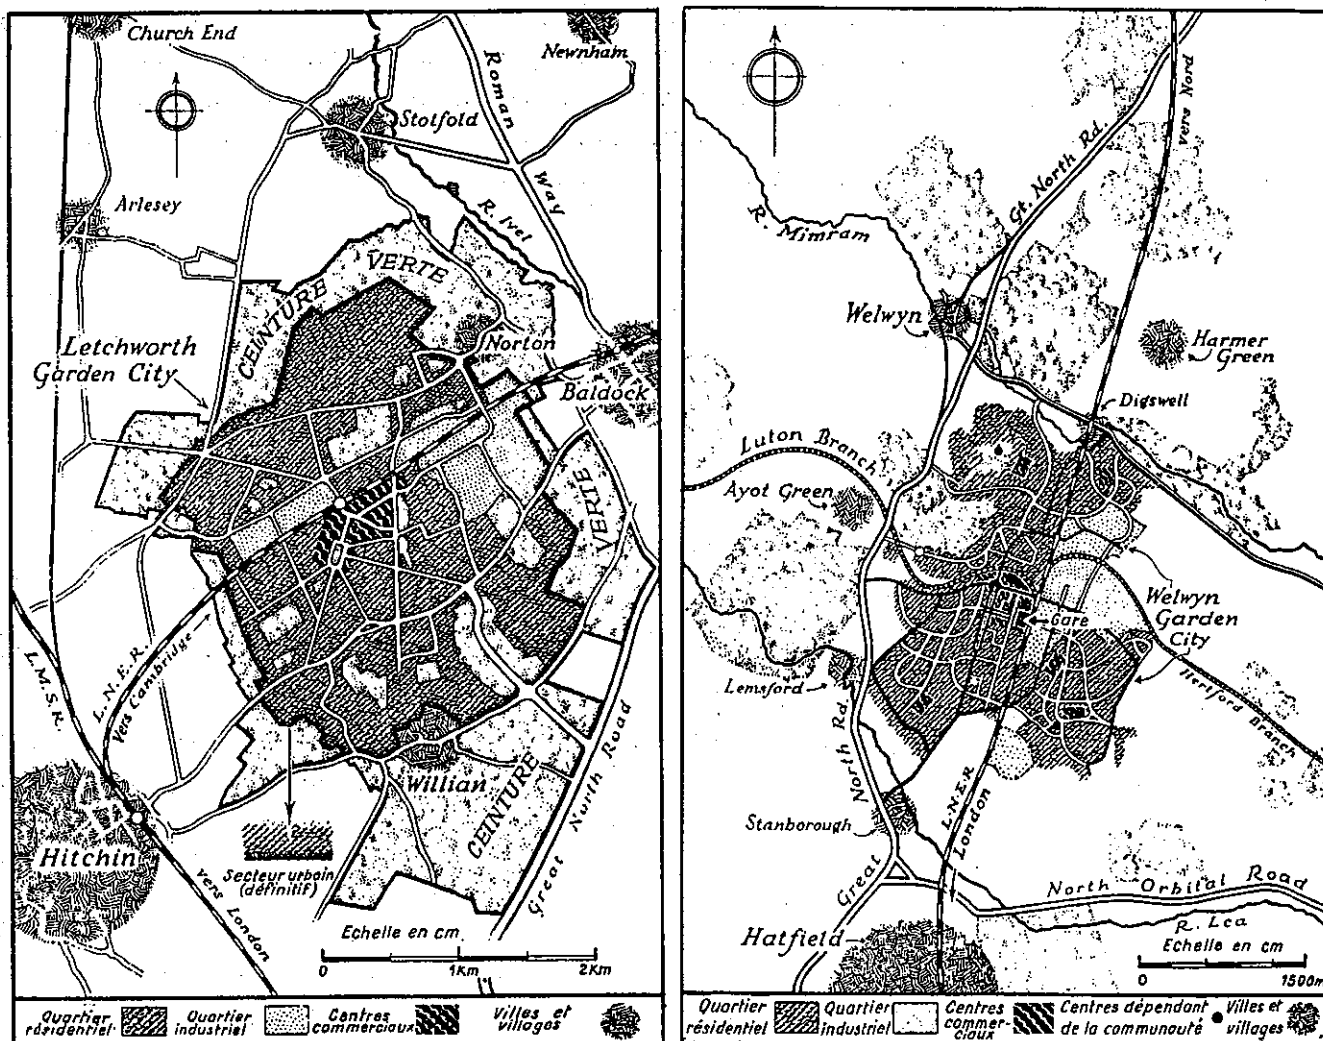 Church End
Newnham
Roman
Way
Stotfold
Arlesey
R. Ivel
CEINTURE
VERTE
Letchworth
Garden City
Norton
Baldock
VERTE
L.M.S.R.
L.N.E.R.
Vers Cambridge
Willian
CEINTURE
Great
North Road
Hitchin
vers London
Secteur urbain
(définitif)
Echelle en cm
0 1Km 2Km
Quartier
résidentiel
Quartier
industriel
Centres
commerciaux
Villes et
villages
vers Nord
Gt. North Rd.
R. Mimram
Welwyn
Harmer
Green
Digswell
Luton Branch
Ayot Green
Welwyn
Garden
City
Gare
Hertford Branch
Lemsford
North Rd.
Great
Stanborough
L.N.E.R.
London
North Orbital Road
R. Lea
Hatfield
Echelle en cm
0 1500m
Quartier
résidentiel
Quartier
industriel
Centres
commer-
ciaux
Centres dépendant
de la communauté
Villes et
villages